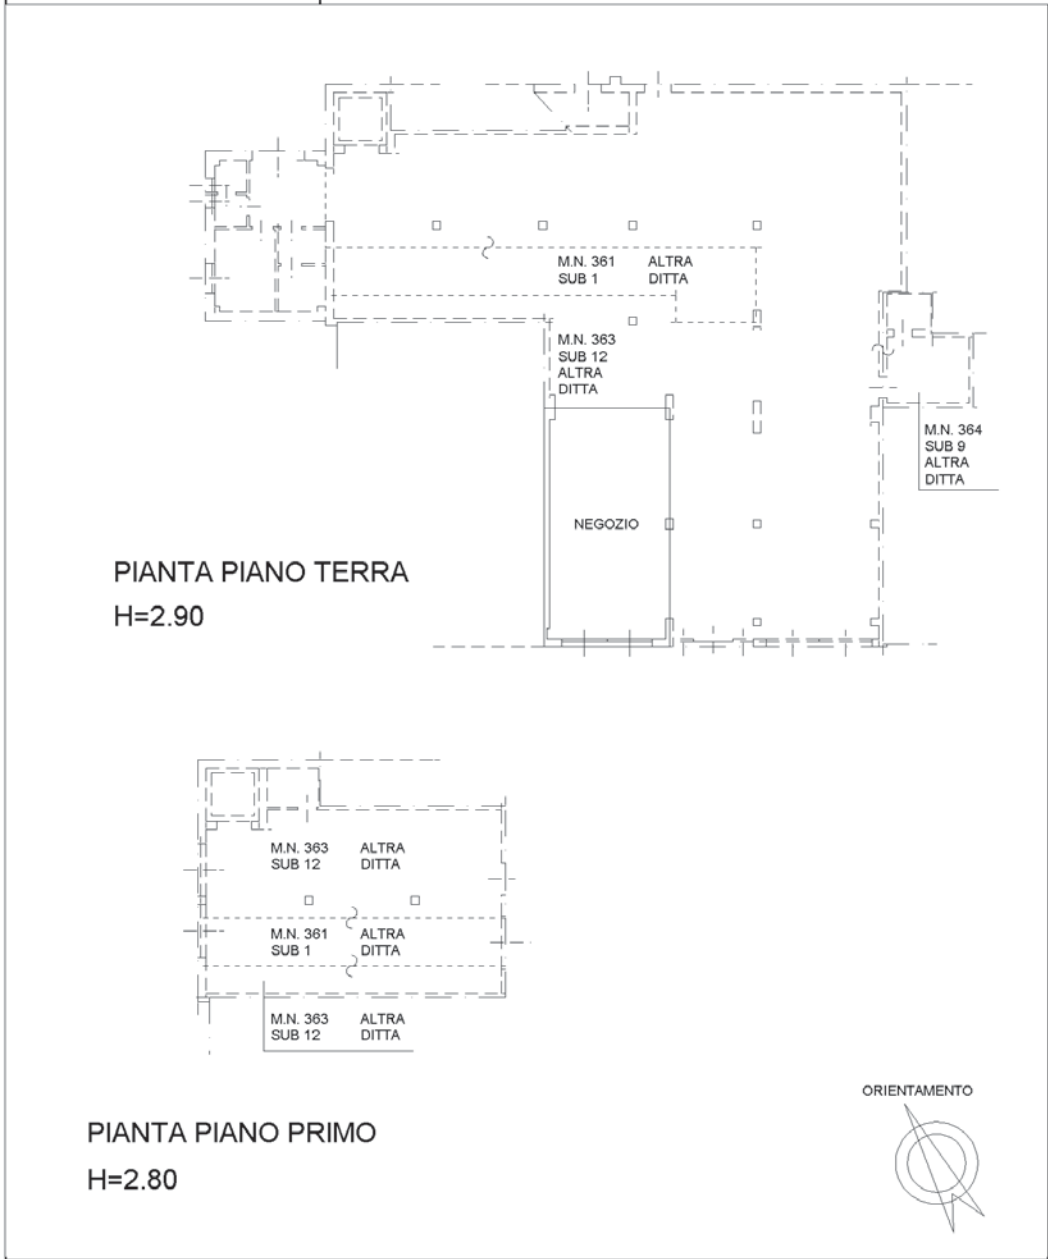 M.N. 361 ALTRA
SUB 1 DITTA
M.N. 363
SUB 12
ALTRA
DITTA
M.N. 364
SUB 9
ALTRA
DITTA
NEGOZIO
PIANTA PIANO TERRA
H=2.90
M.N. 363 ALTRA
SUB 12 DITTA
M.N. 361 ALTRA
SUB 1 DITTA
M.N. 363 ALTRA
SUB 12 DITTA
ORIENTAMENTO
PIANTA PIANO PRIMO
H=2.80